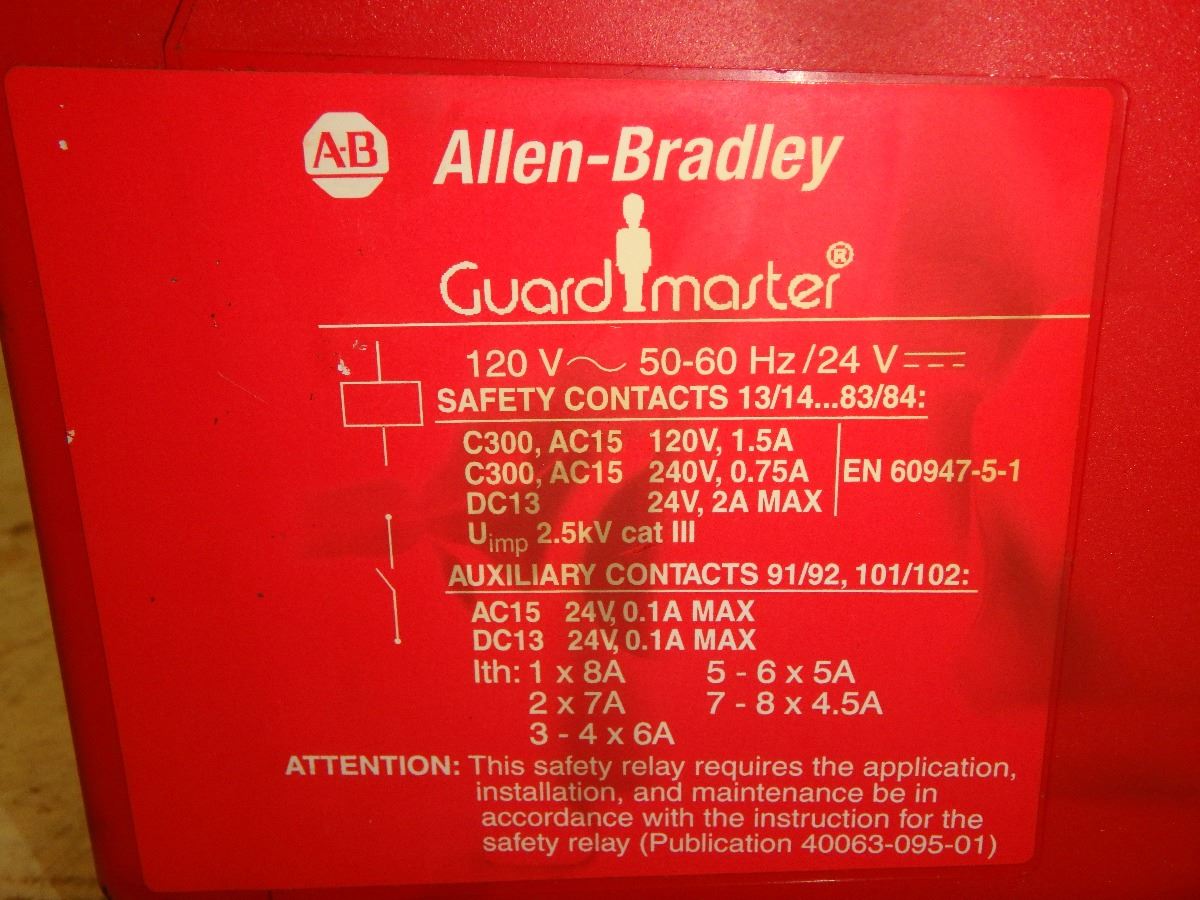 A-B Allen-Bradley
Guardmaster®
120 V~ 50-60 Hz /24 V⎓
SAFETY CONTACTS 13/14...83/84:
C300, AC15 120V, 1.5A
C300, AC15 240V, 0.75A EN 60947-5-1
DC13 24V, 2A MAX
Uimp 2.5kV cat III
AUXILIARY CONTACTS 91/92, 101/102:
AC15 24V, 0.1A MAX
DC13 24V, 0.1A MAX
Ith: 1 x 8A 5 - 6 x 5A
2 x 7A 7 - 8 x 4.5A
3 - 4 x 6A
ATTENTION: This safety relay requires the application,
installation, and maintenance be in
accordance with the instruction for the
safety relay (Publication 40063-095-01)